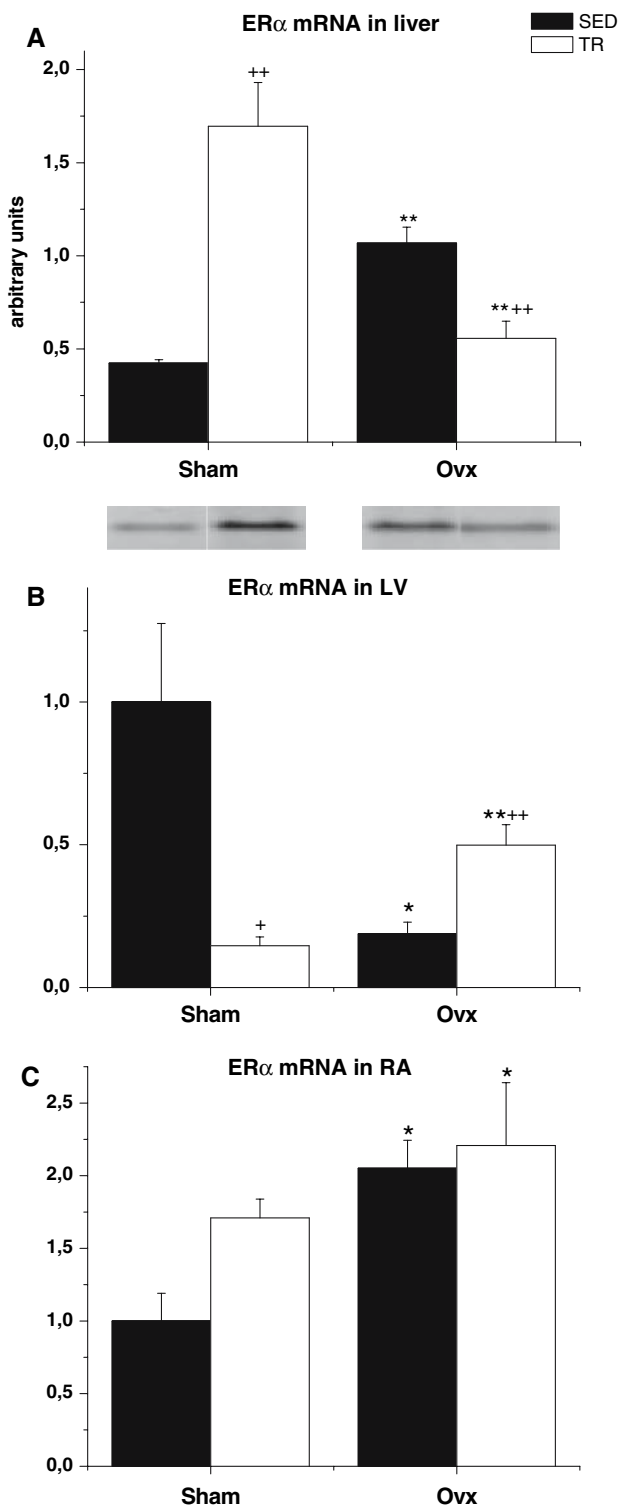 A
ERα mRNA in liver
SED
TR
arbitrary units
2,0
1,5
1,0
0,5
0,0
++
**
**++
Sham Ovx
B
ERα mRNA in LV
1,0
0,5
0,0
+
*
**++
Sham Ovx
C
ERα mRNA in RA
2,5
2,0
1,5
1,0
0,5
0,0
*
*
Sham Ovx